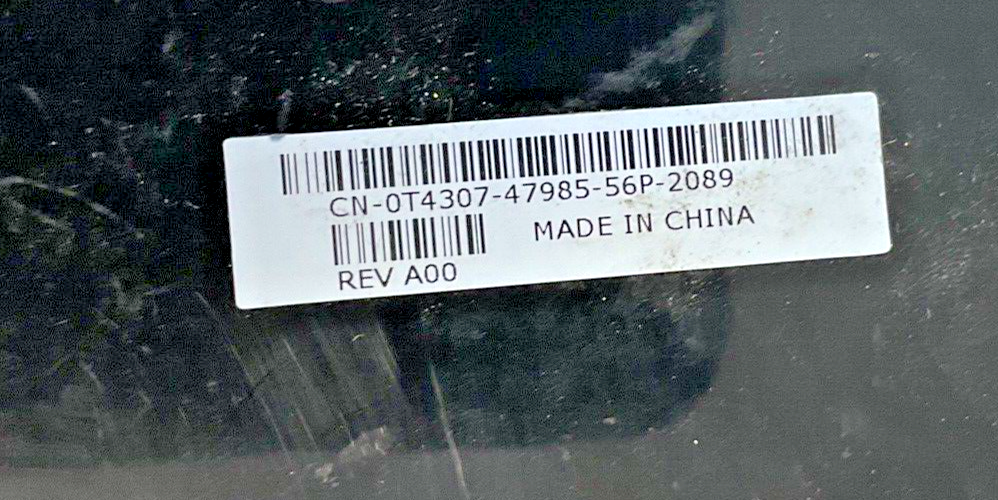 CN-0T4307-47985-56P-2089
MADE IN CHINA
REV A00